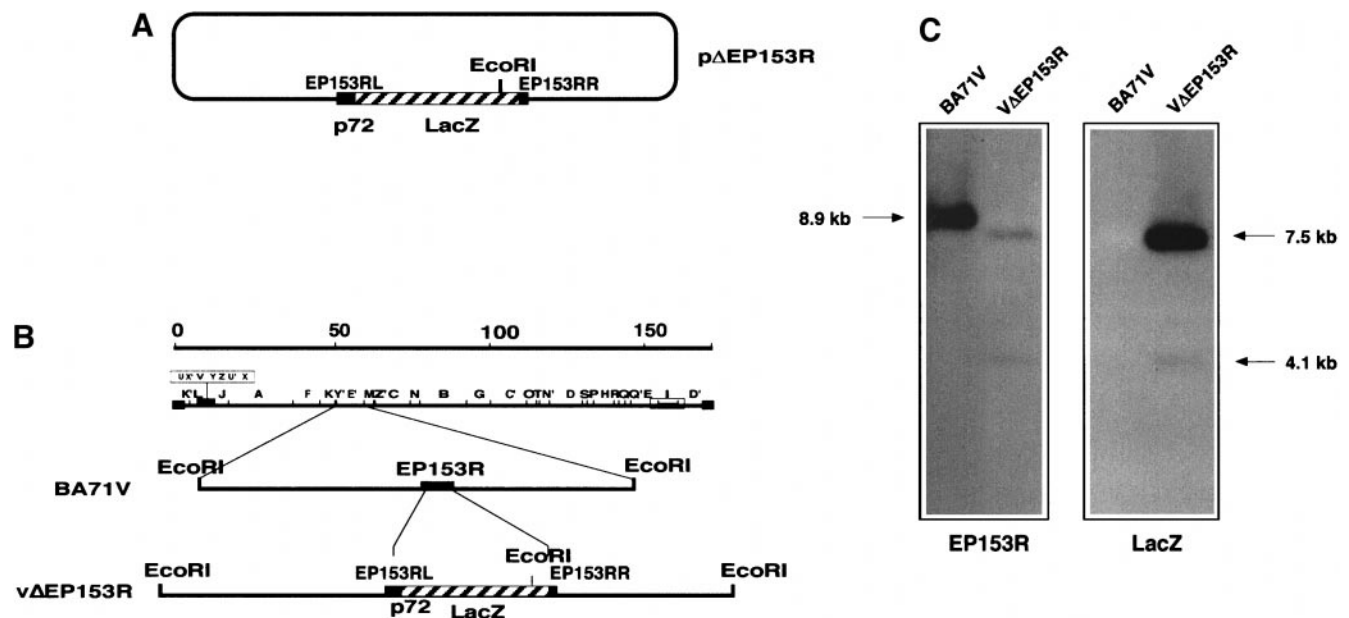 A
EcoRI
EP153RL
EP153RR
p72
LacZ
pΔEP153R
B
0 50 100 150
U X' V Y Z U' X
K' L J A F K Y' E' M Z' C N B G C' O T N' D S P H R Q Q' E I D'
EcoRI
EP153R
EcoRI
BA71V
EcoRI
EP153RL
EcoRI
EP153RR
EcoRI
vΔEP153R
p72
LacZ
C
BA71V
VΔEP153R
BA71V
VΔEP153R
8.9 kb
7.5 kb
4.1 kb
EP153R
LacZ